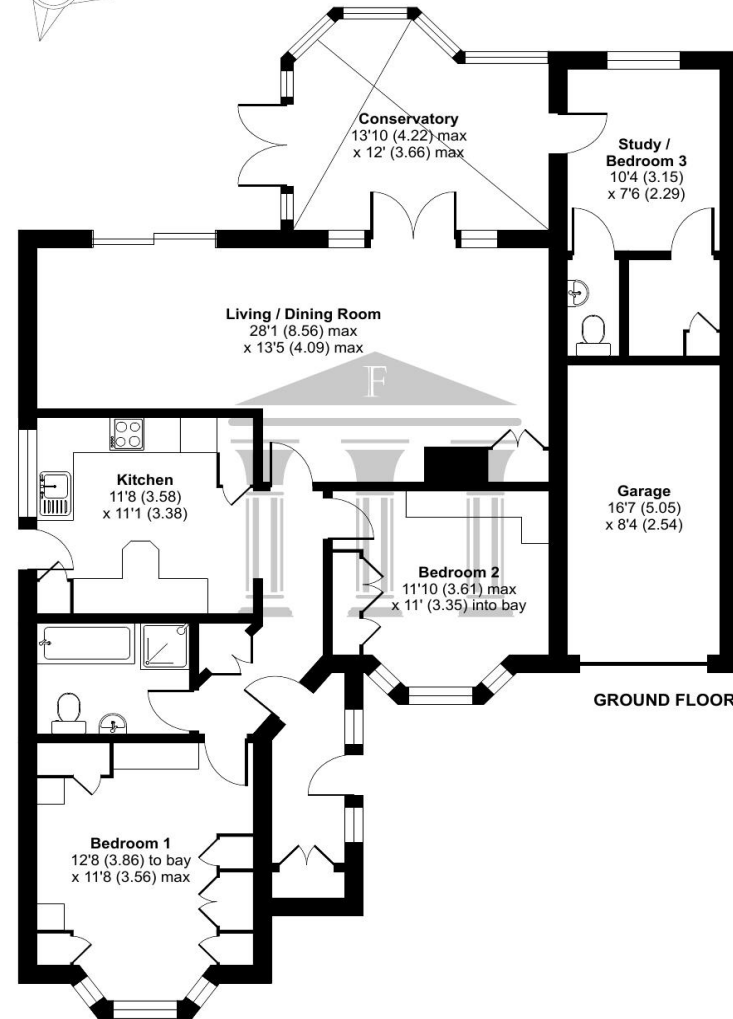 Conservatory
13'10 (4.22) max
x 12' (3.66) max
Study /
Bedroom 3
10'4 (3.15)
x 7'6 (2.29)
Living / Dining Room
28'1 (8.56) max
x 13'5 (4.09) max
F
Kitchen
11'8 (3.58)
x 11'1 (3.38)
Garage
16'7 (5.05)
x 8'4 (2.54)
Bedroom 2
11'10 (3.61) max
x 11' (3.35) into bay
GROUND FLOOR
Bedroom 1
12'8 (3.86) to bay
x 11'8 (3.56) max